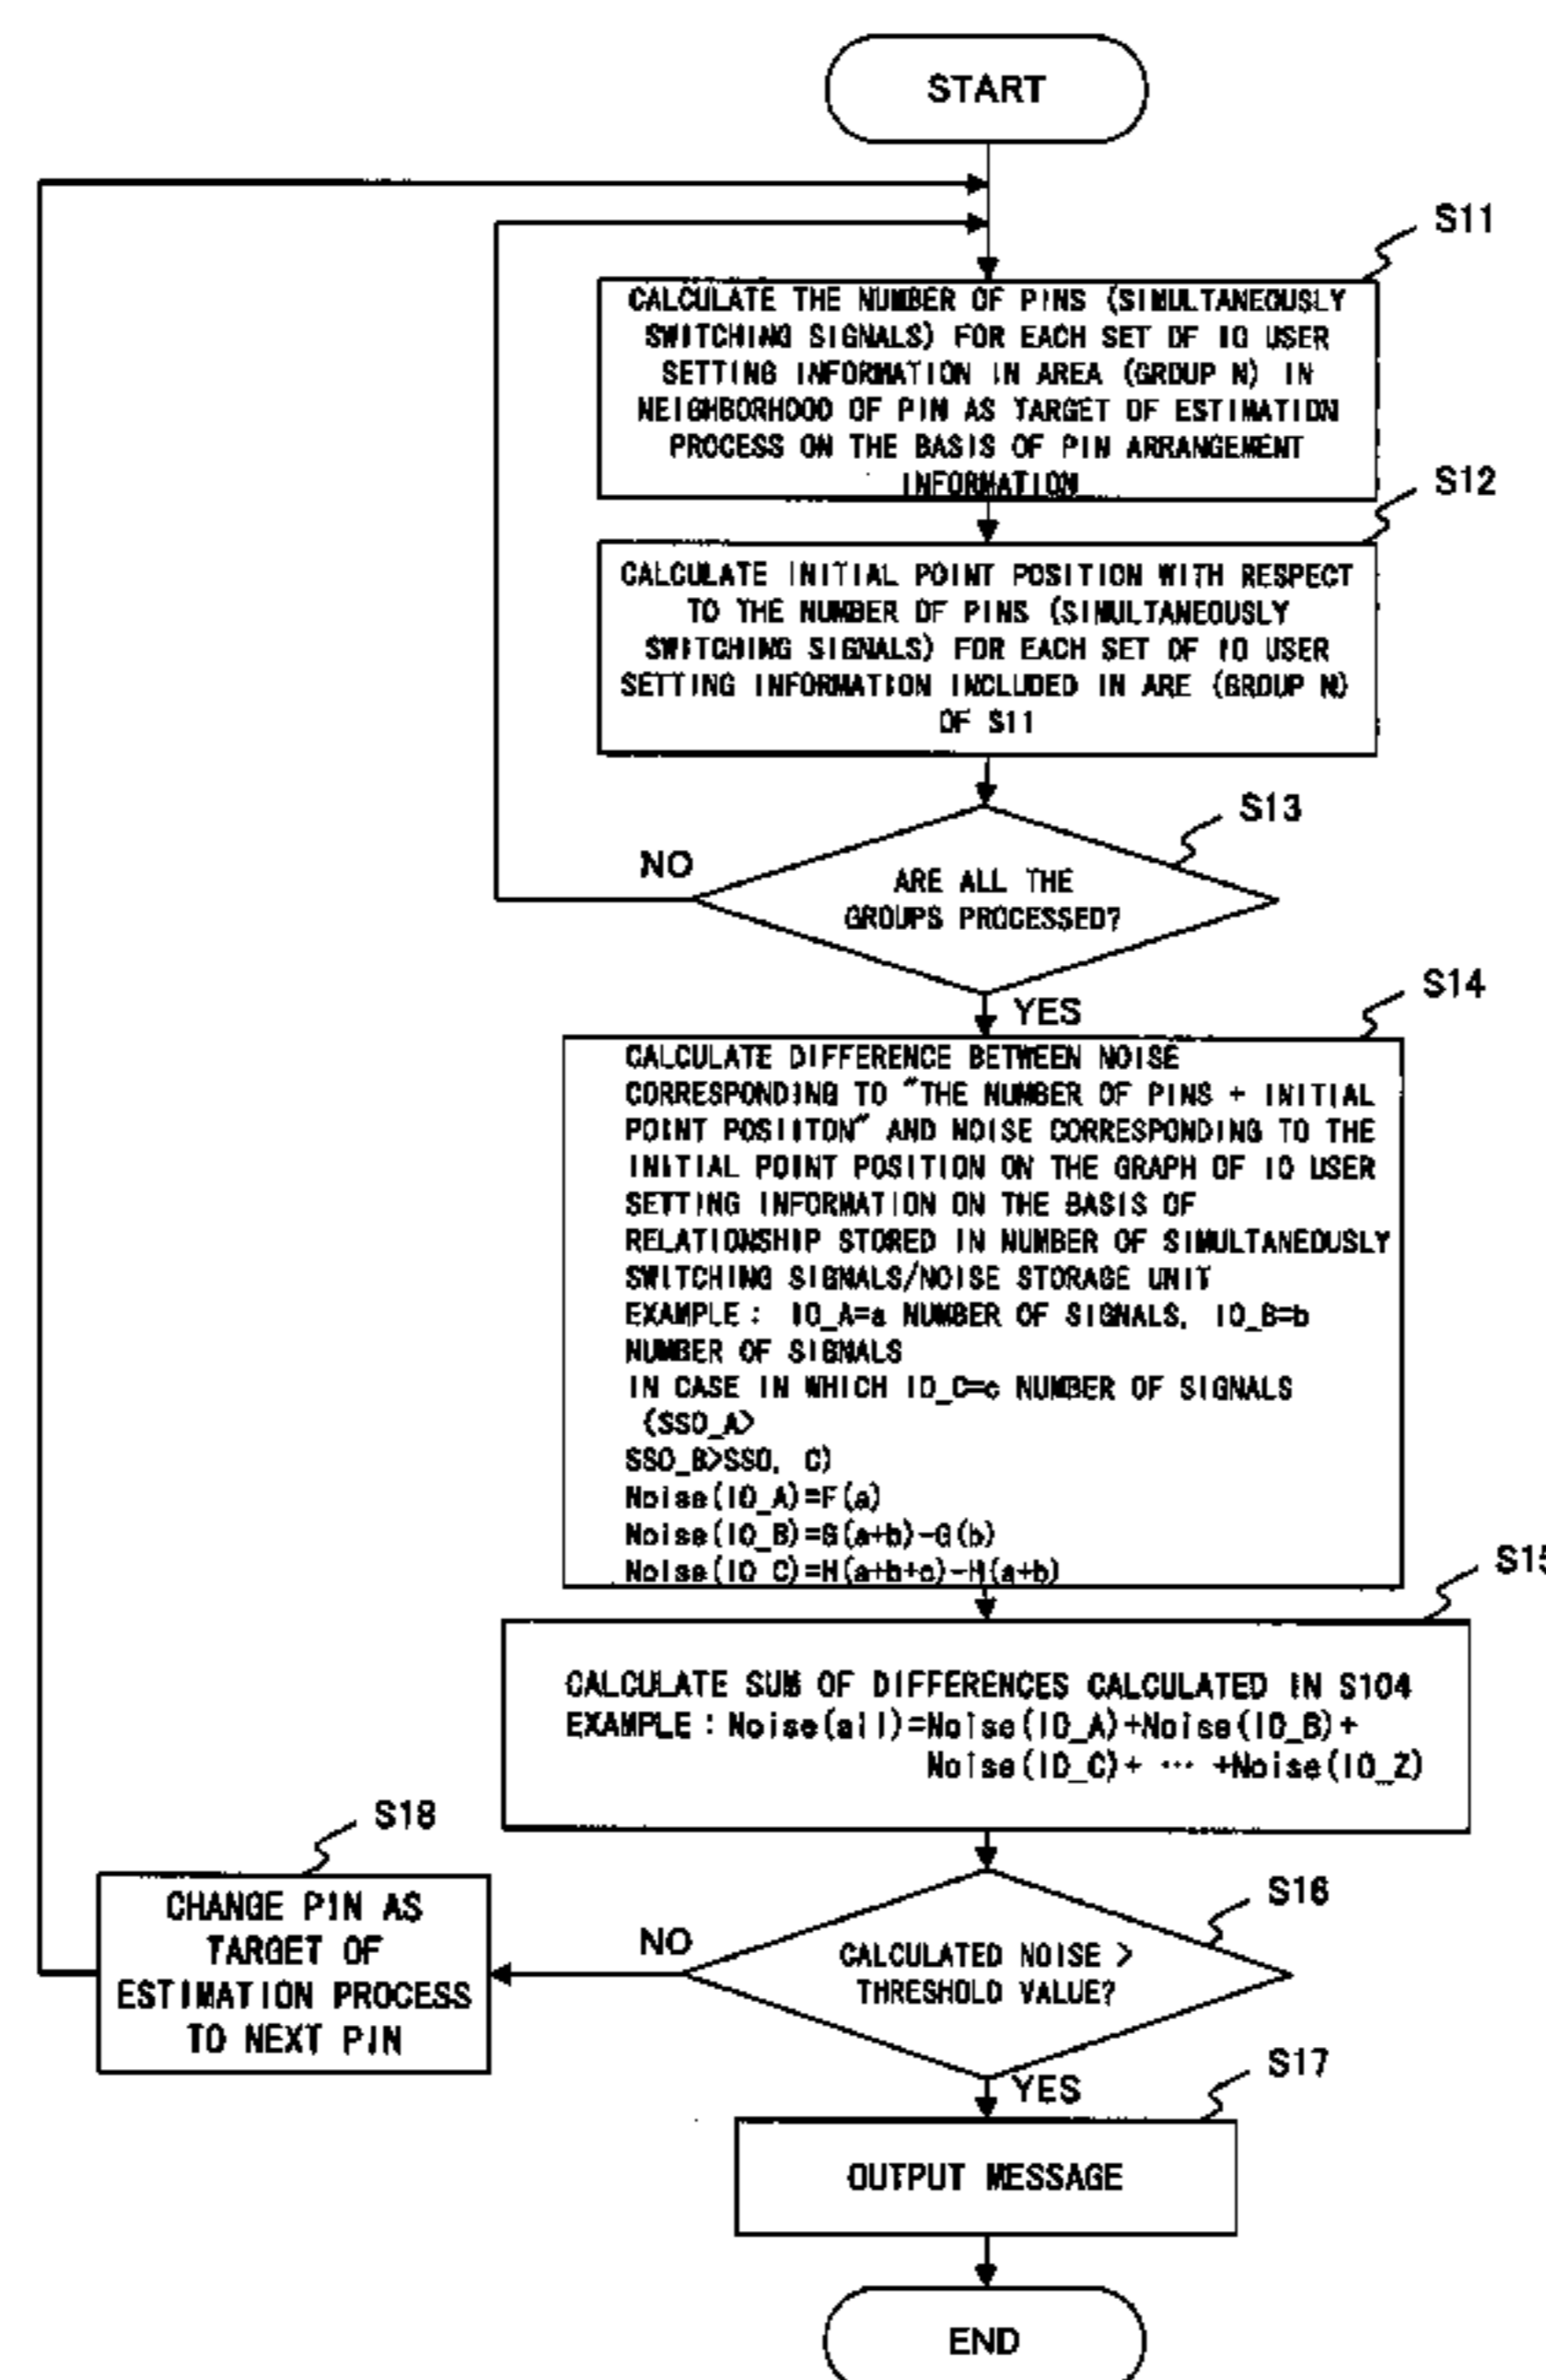 START
S11
CALCULATE THE NUMBER OF PINS (SIMULTANEOUSLY
SWITCHING SIGNALS) FOR EACH SET OF IO USER
SETTING INFORMATION IN AREA (GROUP N) IN
NEIGHBORHOOD OF PIN AS TARGET OF ESTIMATION
PROCESS ON THE BASIS OF PIN ARRANGEMENT
INFORMATION
S12
CALCULATE INITIAL POINT POSITION WITH RESPECT
TO THE NUMBER OF PINS (SIMULTANEOUSLY
SWITCHING SIGNALS) FOR EACH SET OF IO USER
SETTING INFORMATION INCLUDED IN ARE (GROUP N)
OF S11
S13
NO
ARE ALL THE
GROUPS PROCESSED?
YES
S14
CALCULATE DIFFERENCE BETWEEN NOISE
CORRESPONDING TO "THE NUMBER OF PINS + INITIAL
POINT POSIITON" AND NOISE CORRESPONDING TO THE
INITIAL POINT POSITION ON THE GRAPH OF IO USER
SETTING INFORMATION ON THE BASIS OF
RELATIONSHIP STORED IN NUMBER OF SIMULTANEOUSLY
SWITCHING SIGNALS/NOISE STORAGE UNIT
EXAMPLE: IO_A=a NUMBER OF SIGNALS, IO_B=b
NUMBER OF SIGNALS
IN CASE IN WHICH IO_C=c NUMBER OF SIGNALS
(SSO_A>
SSO_B>SSO, C)
Noise(IO_A)=F(a)
Noise(IO_B)=G(a+b)-G(b)
Noise(IO_C)=H(a+b+c)-H(a+b)
S15
CALCULATE SUM OF DIFFERENCES CALCULATED IN S104
EXAMPLE: Noise(all)=Noise(IO_A)+Noise(IO_B)+
Noise(IO_C)+ ··· +Noise(IO_Z)
S18
CHANGE PIN AS
TARGET OF
ESTIMATION PROCESS
TO NEXT PIN
S16
NO
CALCULATED NOISE >
THRESHOLD VALUE?
YES
S17
OUTPUT MESSAGE
END